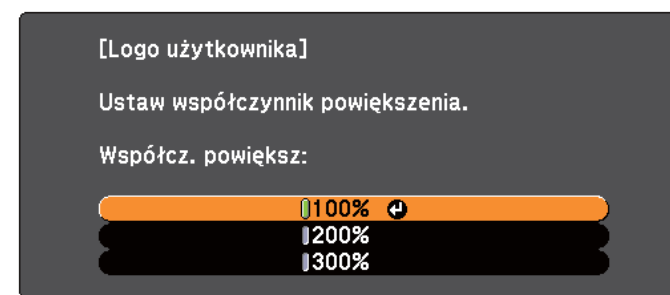 [Logo użytkownika]
Ustaw współczynnik powiększenia.
Współcz. powiększ:
100%
200%
300%